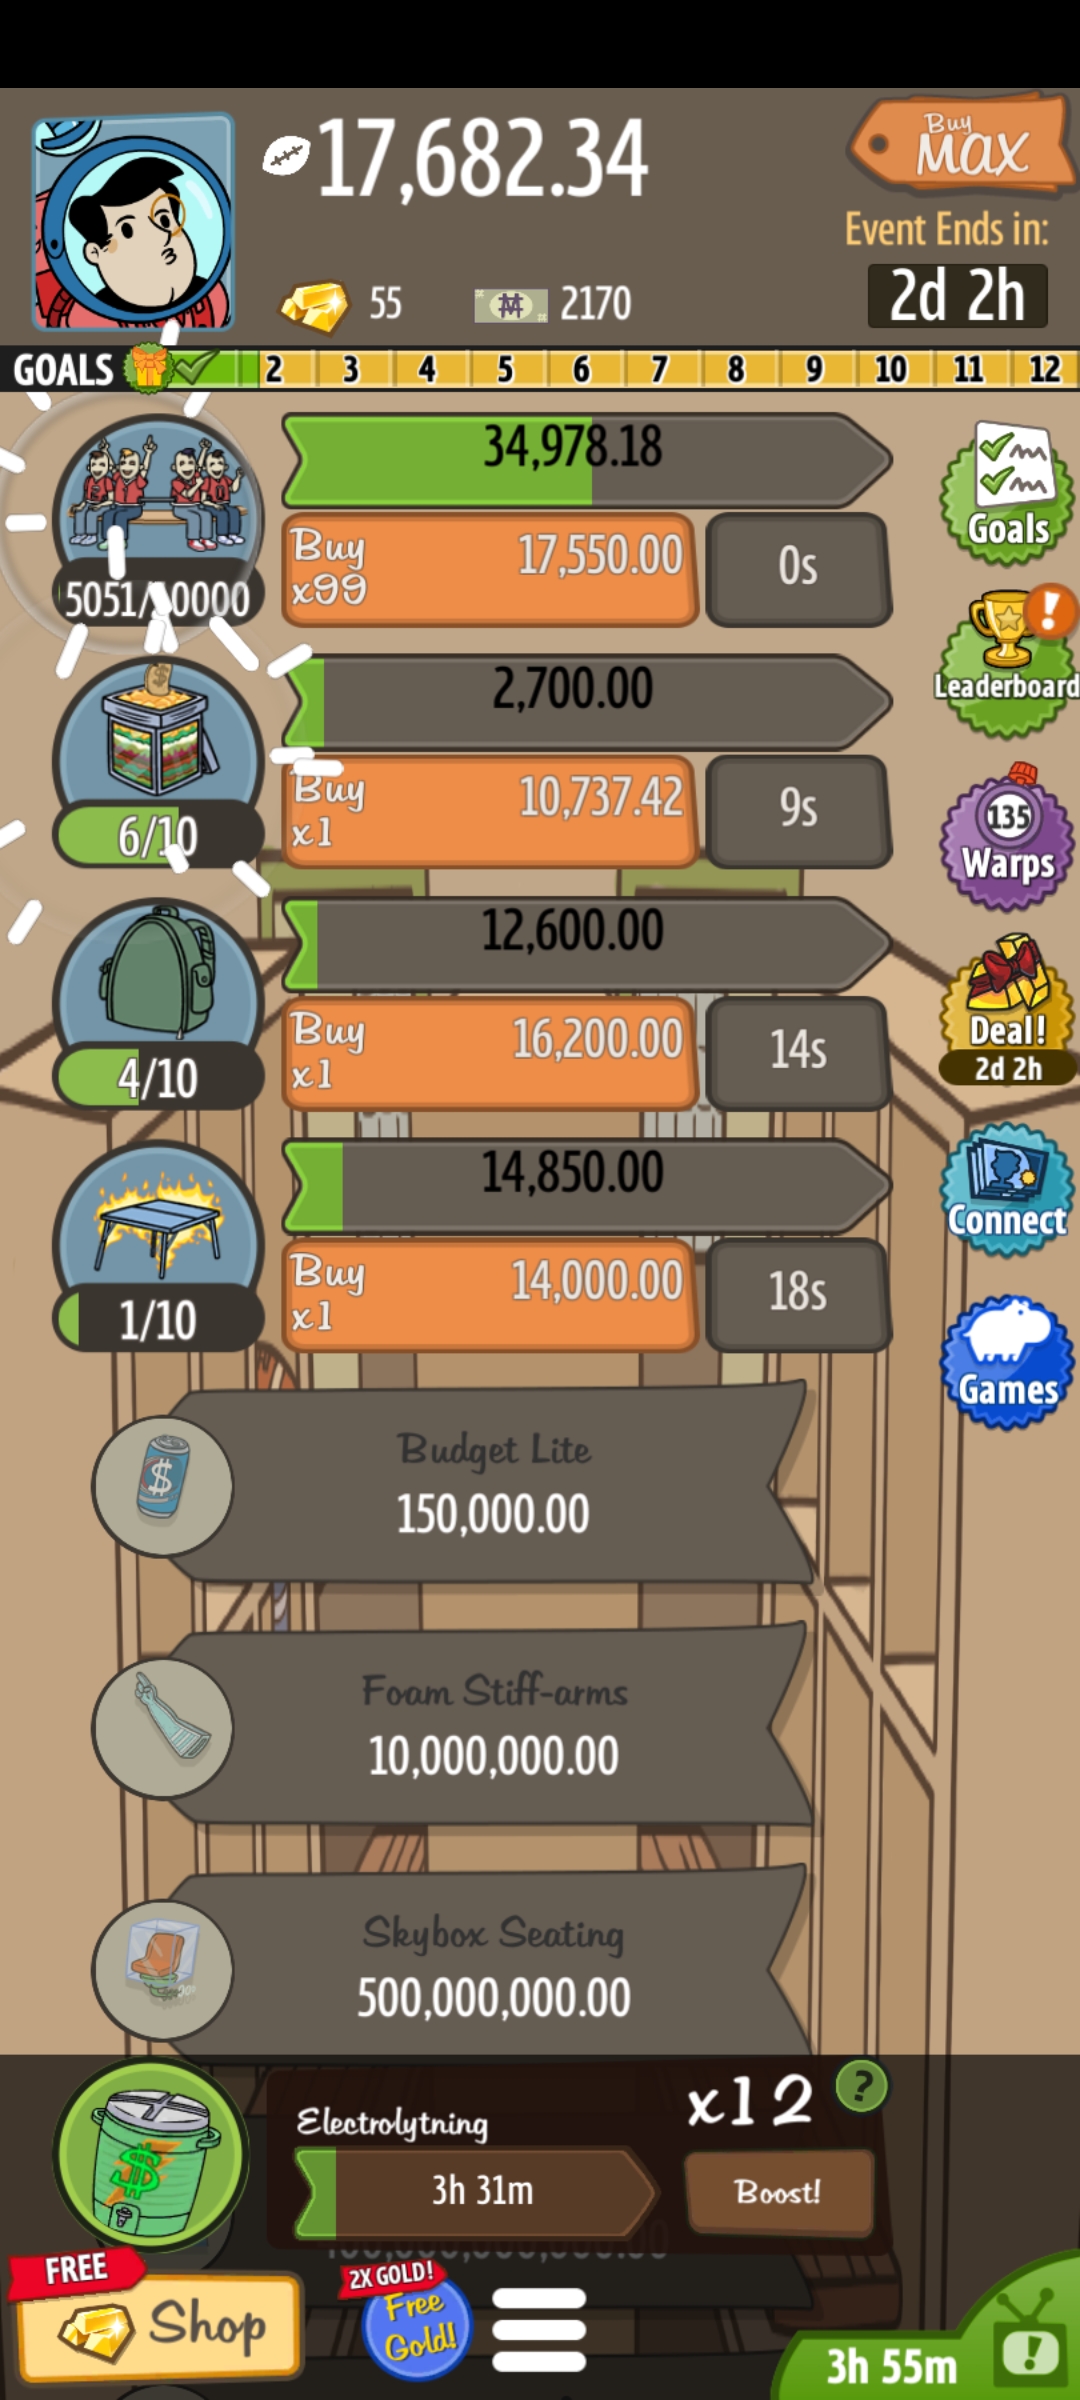 17,682.34
Buy
MAX
Event Ends in:
55
2170
2d 2h
GOALS 2 3 4 5 6 7 8 9 10 11 12
34,978.18
Buy
x99
17,550.00
0s
5051/10000
Goals
2,700.00
Buy
x1
10,737.42
9s
6/10
!
Leaderboard
135
Warps
12,600.00
Buy
x1
16,200.00
14s
4/10
Deal!
2d 2h
14,850.00
Buy
x1
14,000.00
18s
1/10
Connect
Games
Budget Lite
150,000.00
Foam Stiff-arms
10,000,000.00
Skybox Seating
500,000,000.00
Electrolytning
x12
?
3h 31m
Boost!
FREE
Shop
2X GOLD!
Free
Gold!
3h 55m
!